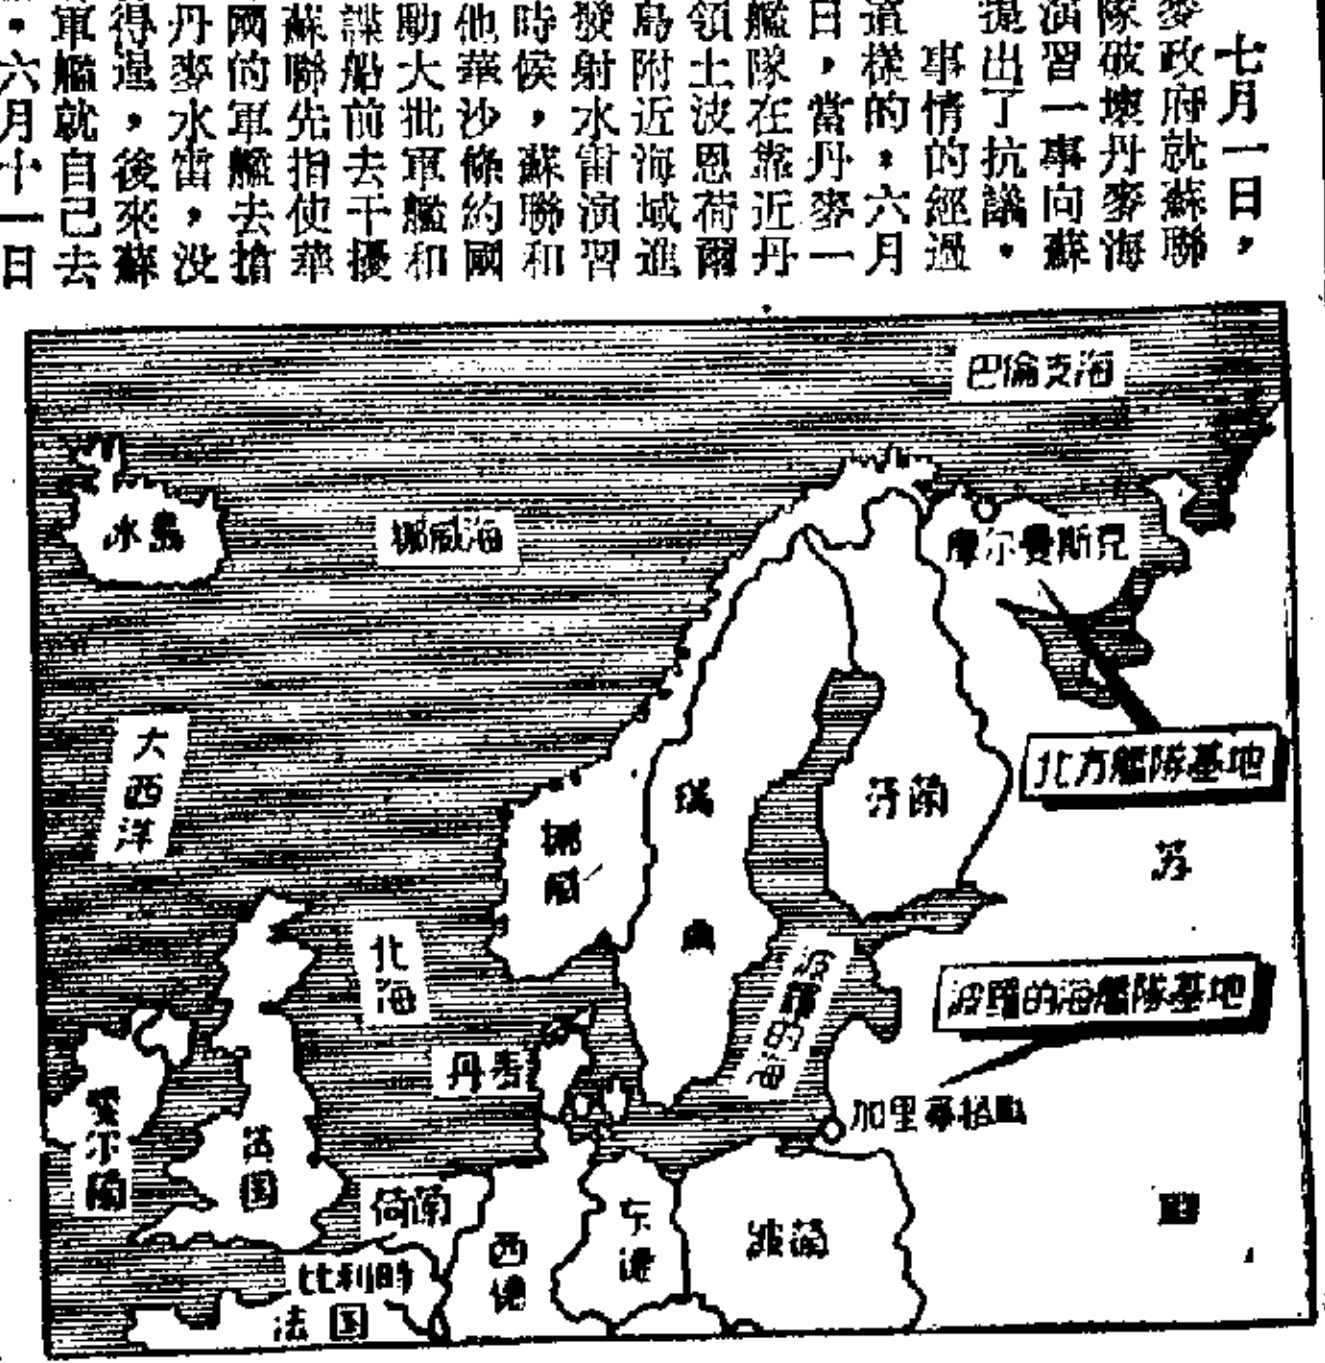 七月一日，
麥政府就蘇聯
隊破壞丹麥海
演習一事向蘇
提出了抗議。
事情的經過
這樣的：六月
日，當丹麥一
艦隊在靠近丹
領土波恩荷爾
島附近海域進
發射水雷演習
時候，蘇聯和
他華沙條約國
動大批軍艦和
諜船前去干擾
蘇聯先指使華
國的軍艦去搶
丹麥水雷，没
得逞，後來蘇
軍艦就自己去
。六月十一日
巴倫支海
冰島
挪威海
摩尔曼斯克
大西洋
北方艦隊基地
挪威
瑞典
芬蘭
苏
北海
波羅的海
波羅的海艦隊基地
丹麦
加里寧格勒
爱尔蘭
英国
荷蘭
西德
东德
波蘭
比利时
法国